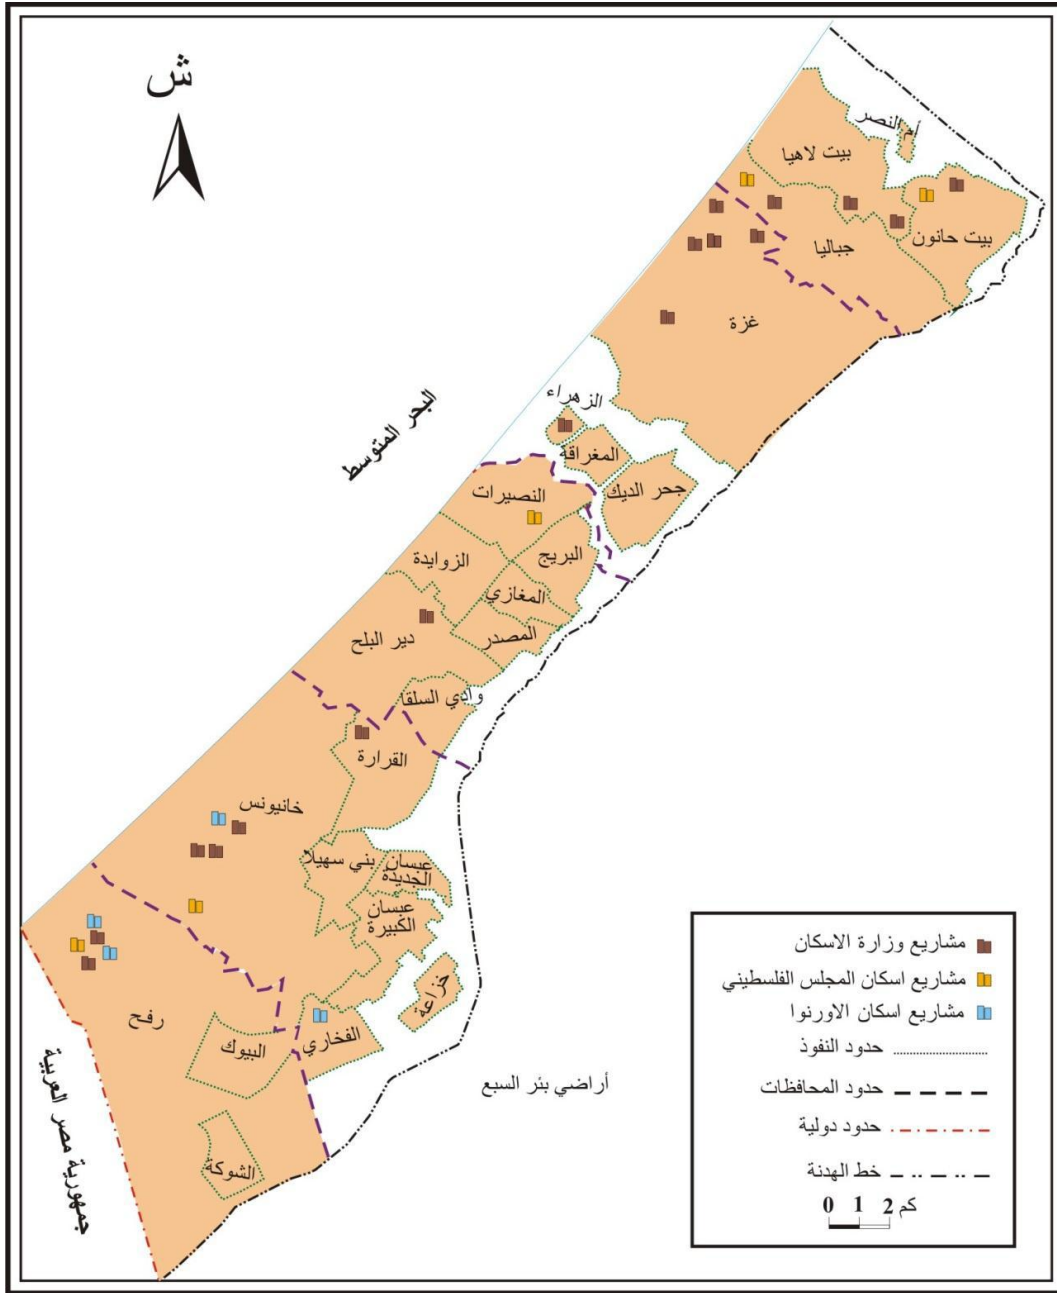 ش
أم النصر
بيت لاهيا
بيت حانون
جباليا
غزة
الزهراء
البحر المتوسط
المغراقة
جحر الديك
النصيرات
البريج
الزوايدة
المغازي
المصدر
دير البلح
وادي السلقا
القرارة
خانيونس
بني سهيلا
عبسان
الجديدة
عبسان
الكبيرة
خزاعة
الفخاري
رفح
البيوك
الشوكة
أراضي بئر السبع
جمهورية مصر العربية
مشاريع وزارة الاسكان
مشاريع اسكان المجلس الفلسطيني
مشاريع اسكان الاورنوا
حدود النفوذ
حدود المحافظات
حدود دولية
خط الهدنة
0 1 2 كم